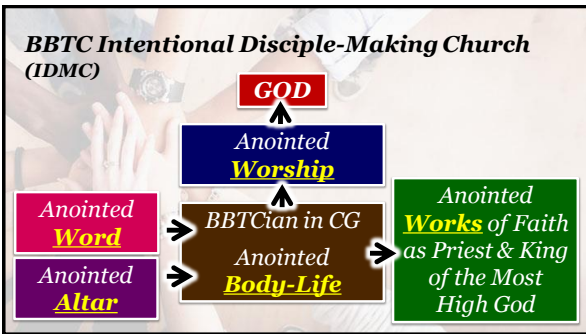 BBTC Intentional Disciple-Making Church
(IDMC)
GOD
Anointed
Worship
Anointed
Word
Anointed
Altar
BBTCian in CG
Anointed
Body-Life
Anointed
Works of Faith
as Priest & King
of the Most
High God